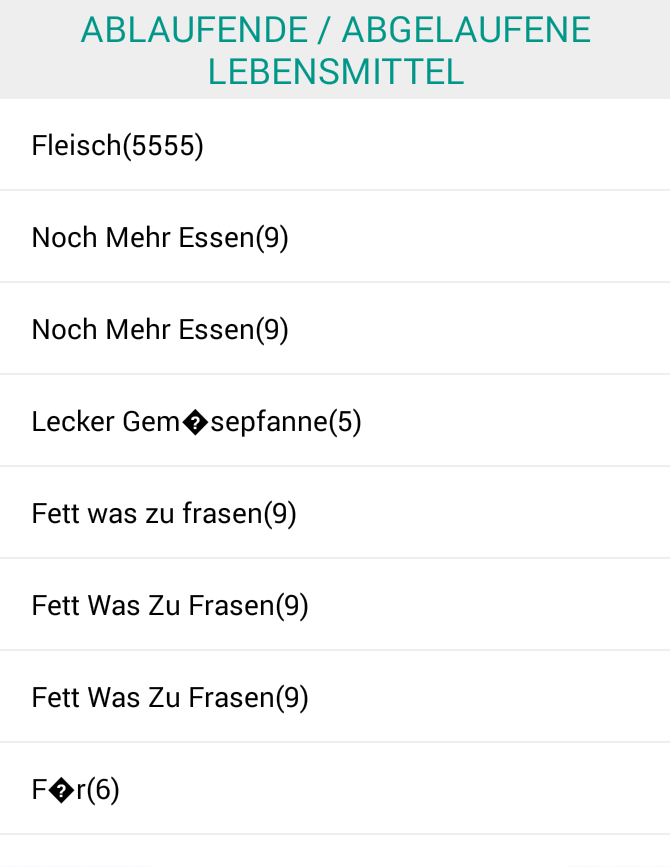 ABLAUFENDE / ABGELAUFENE
LEBENSMITTEL
Fleisch(5555)
Noch Mehr Essen(9)
Noch Mehr Essen(9)
Lecker Gem�sepfanne(5)
Fett was zu frasen(9)
Fett Was Zu Frasen(9)
Fett Was Zu Frasen(9)
F�r(6)